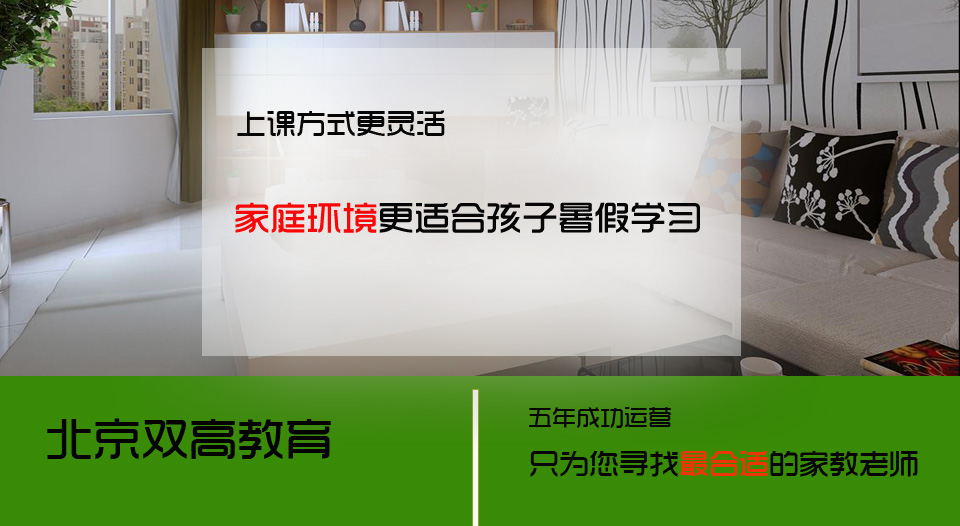 上课方式更灵活
家庭环境更适合孩子暑假学习
北京双高教育
五年成功运营
只为您寻找最合适的家教老师